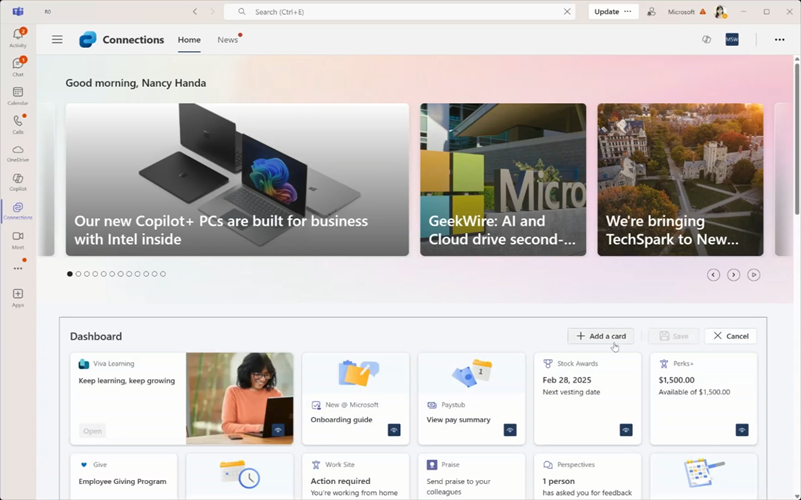 Search (Ctrl+E)
Update
Microsoft
Activity
Chat
Calendar
Calls
OneDrive
Copilot
Connections
Meet
Apps
Connections
Home
News
MSW
Good morning, Nancy Handa
Our new Copilot+ PCs are built for business
with Intel inside
Micro
GeekWire: AI and
Cloud drive second-...
We're bringing
TechSpark to New...
Dashboard
+ Add a card
Save
Cancel
Viva Learning
Keep learning, keep growing
Open
New @ Microsoft
Onboarding guide
Paystub
View pay summary
Stock Awards
Feb 28, 2025
Next vesting date
Perks+
$1,500.00
Available of $1,500.00
Give
Employee Giving Program
Work Site
Action required
You're working from home
Praise
Send praise to your
colleagues
Perspectives
1 person
has asked you for feedback